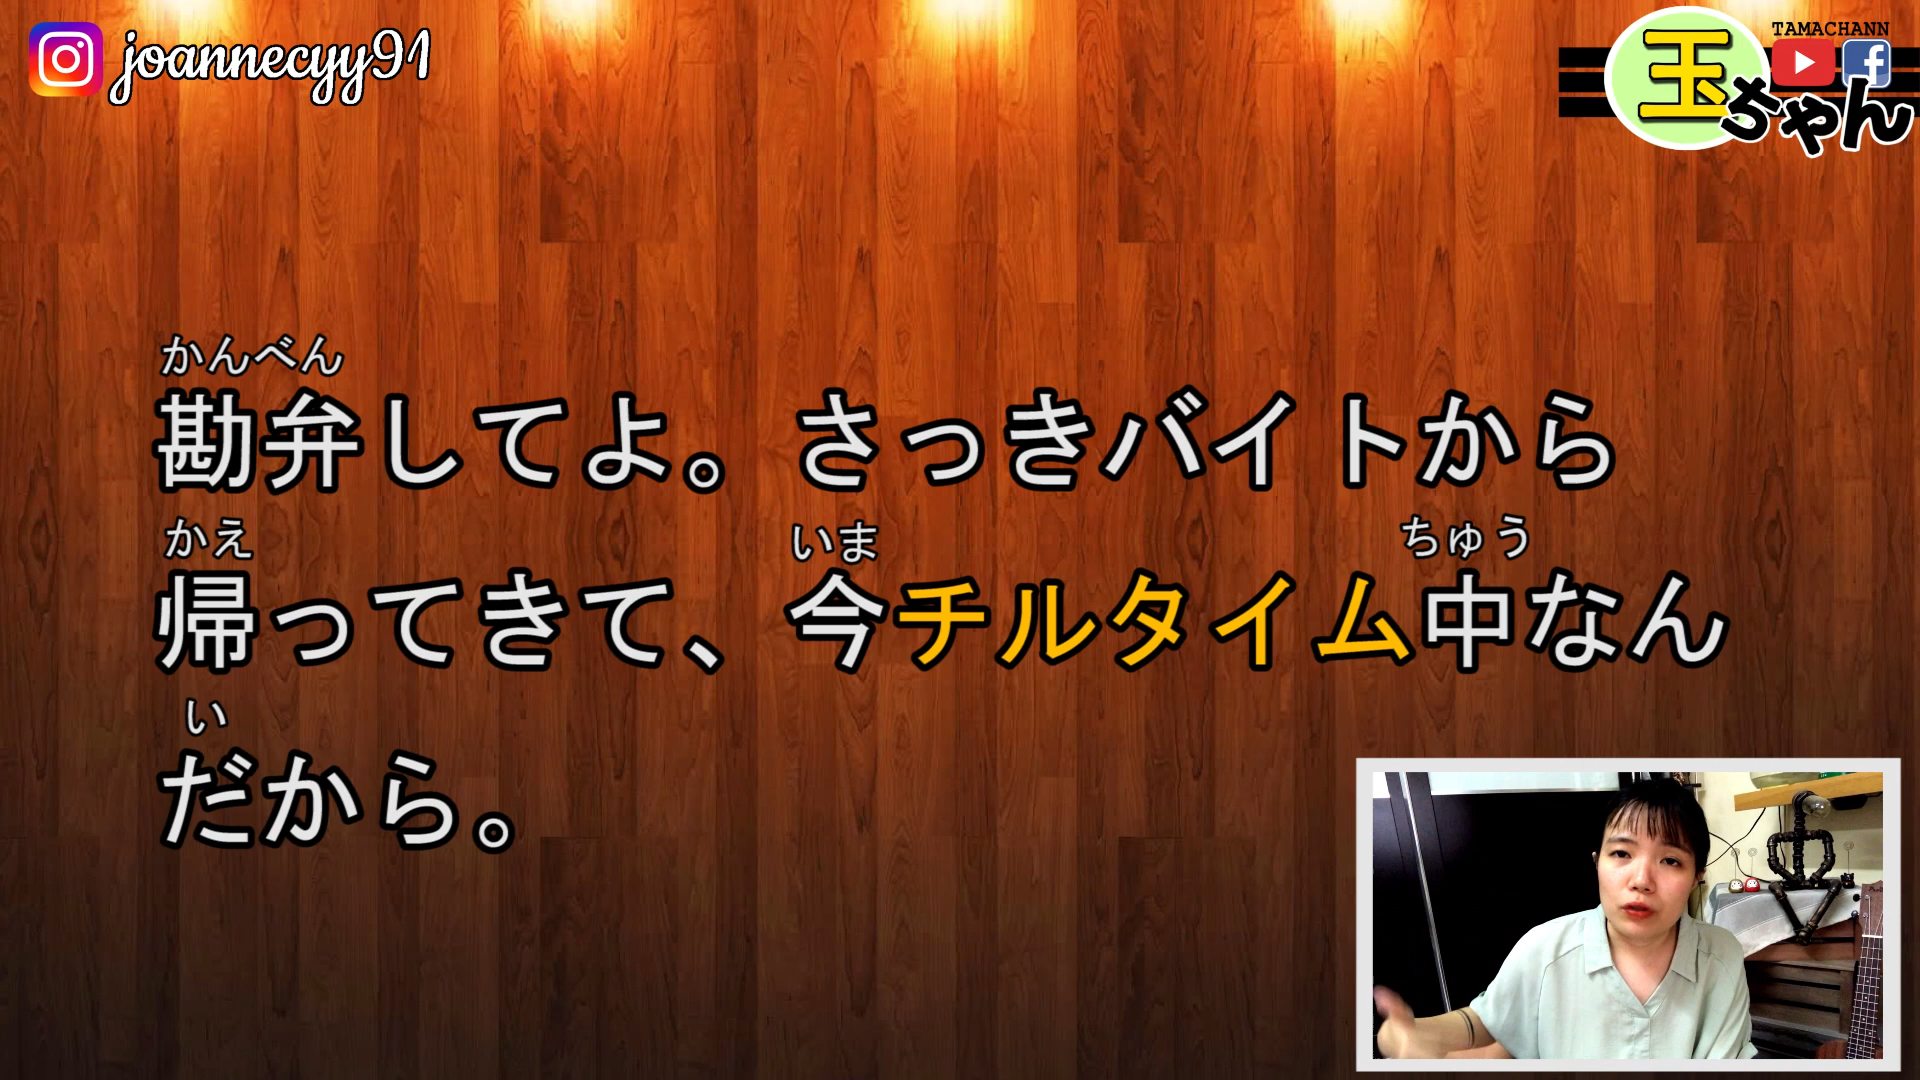 joannecyy91
TAMACHANN
玉ちゃん
かんべん
勘弁してよ。さっきバイトから
かえ いま ちゅう
帰ってきて、今チルタイム中なん
い
だから。